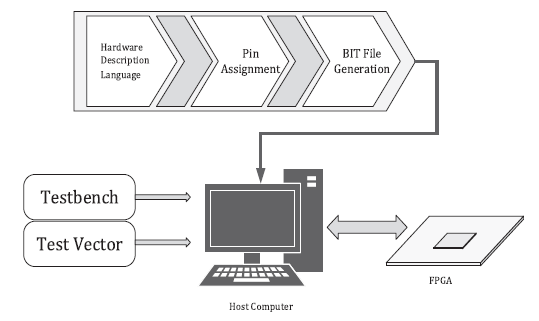 Hardware
Description
Language
Pin
Assignment
BIT File
Generation
Testbench
Test Vector
FPGA
Host Computer